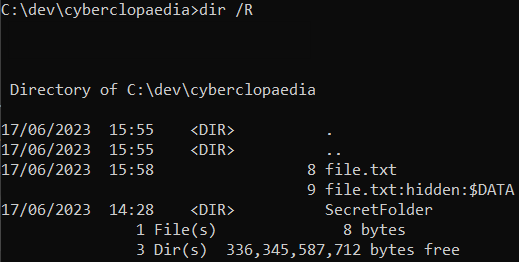 C:\dev\cyberclopaedia>dir /R
Directory of C:\dev\cyberclopaedia
17/06/2023  15:55    <DIR>          .
17/06/2023  15:55    <DIR>          ..
17/06/2023  15:58                 8 file.txt
                                  9 file.txt:hidden:$DATA
17/06/2023  14:28    <DIR>          SecretFolder
               1 File(s)              8 bytes
               3 Dir(s)  336,345,587,712 bytes free